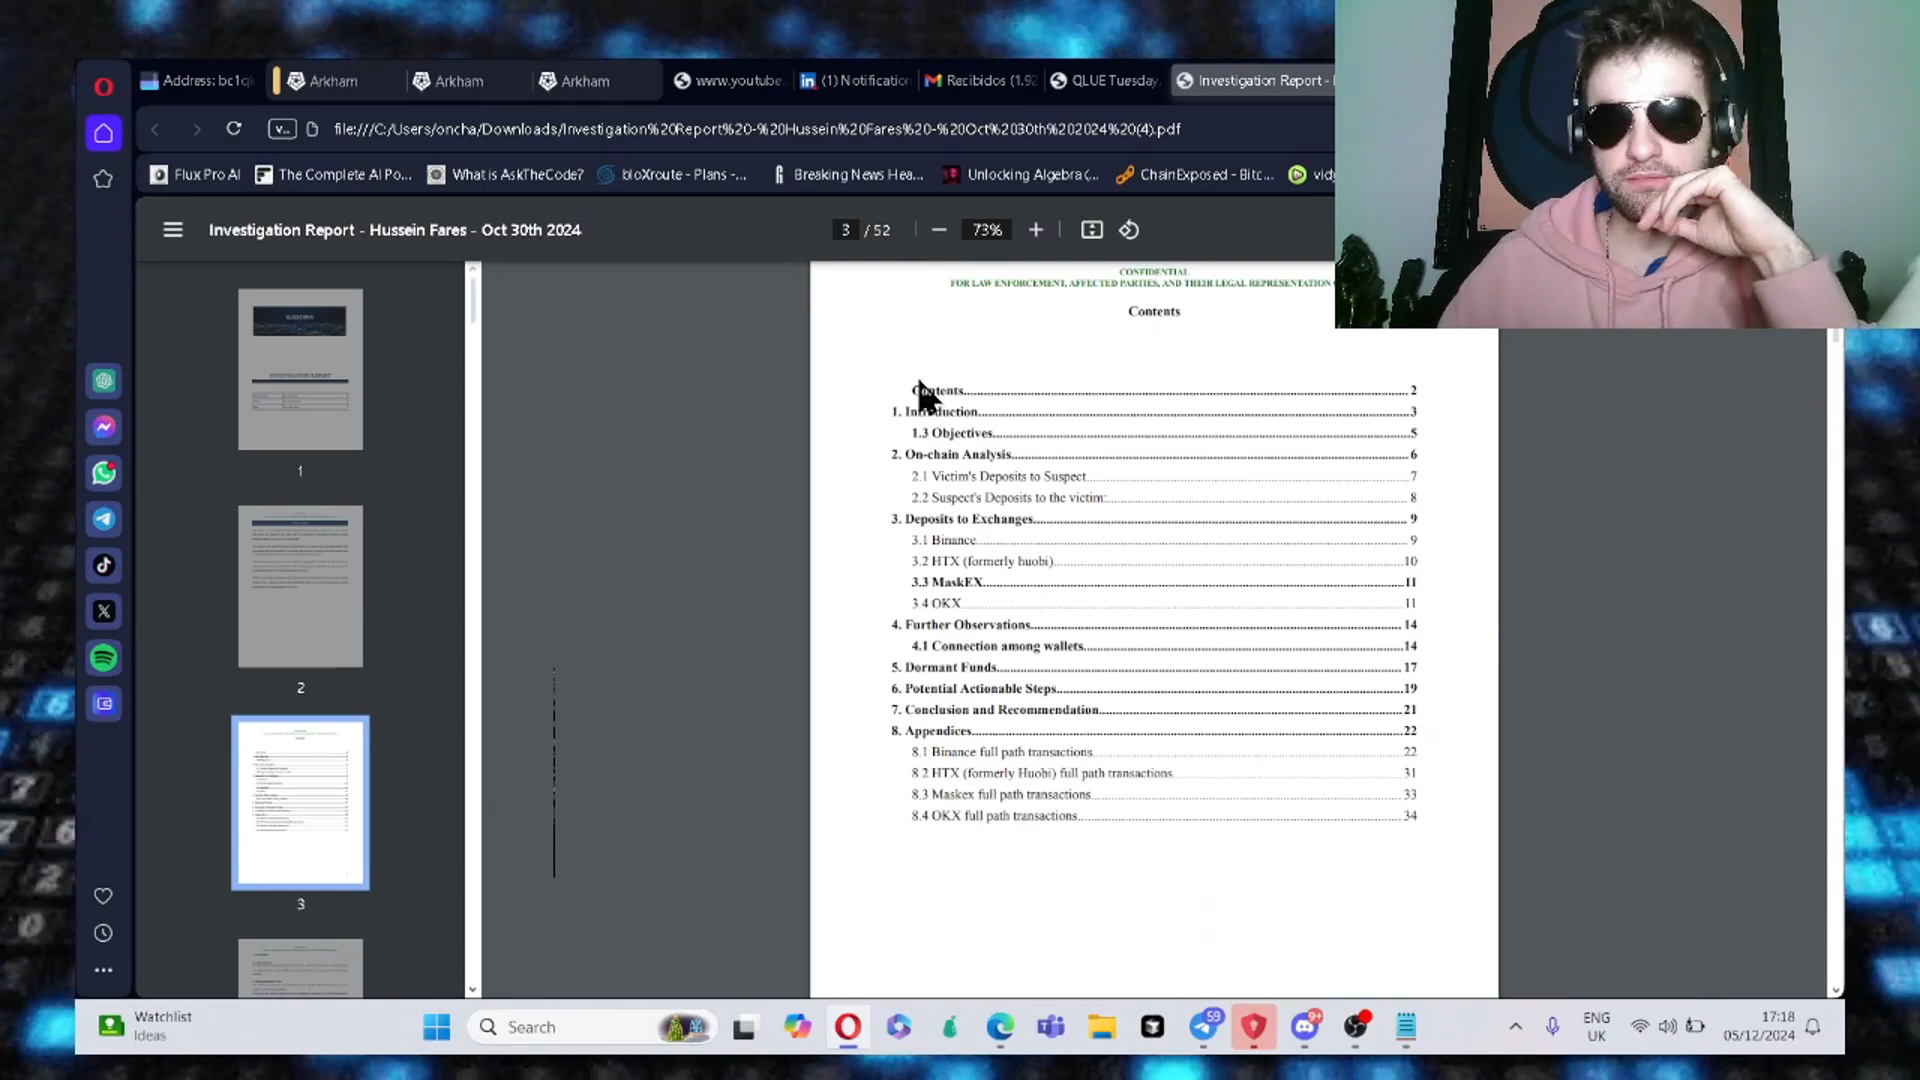 Address: bc1q
Arkham
Arkham
Arkham
www.youtube.
(1) Notification
Recibidos (1.92
QLUE Tuesday
Investigation Report -
v...
file:///C:/Users/oncha/Downloads/Investigation%20Report%20-%20Hussein%20Fares%20-%20Oct%2030th%202024%20(4).pdf
Flux Pro AI
The Complete AI Po...
What is AskTheCode?
bloXroute - Plans -...
Breaking News Hea...
Unlocking Algebra (...
ChainExposed - Bitc...
Investigation Report - Hussein Fares - Oct 30th 2024
3 / 52
73%
INVESTIGATION REPORT
1
2
3
CONFIDENTIAL
FOR LAW ENFORCEMENT, AFFECTED PARTIES, AND THEIR LEGAL REPRESENTATION
Contents
Contents 2
1. Introduction 3
1.3 Objectives 5
2. On-chain Analysis 6
2.1 Victim's Deposits to Suspect 7
2.2 Suspect's Deposits to the victim: 8
3. Deposits to Exchanges 9
3.1 Binance 9
3.2 HTX (formerly huobi) 10
3.3 MaskEX 11
3.4 OKX 11
4. Further Observations 14
4.1 Connection among wallets 14
5. Dormant Funds 17
6. Potential Actionable Steps 19
7. Conclusion and Recommendation 21
8. Appendices 22
8.1 Binance full path transactions 22
8.2 HTX (formerly Huobi) full path transactions 31
8.3 Maskex full path transactions 33
8.4 OKX full path transactions 34
Watchlist
Ideas
Search
59
9+
ENG
UK
17:18
05/12/2024